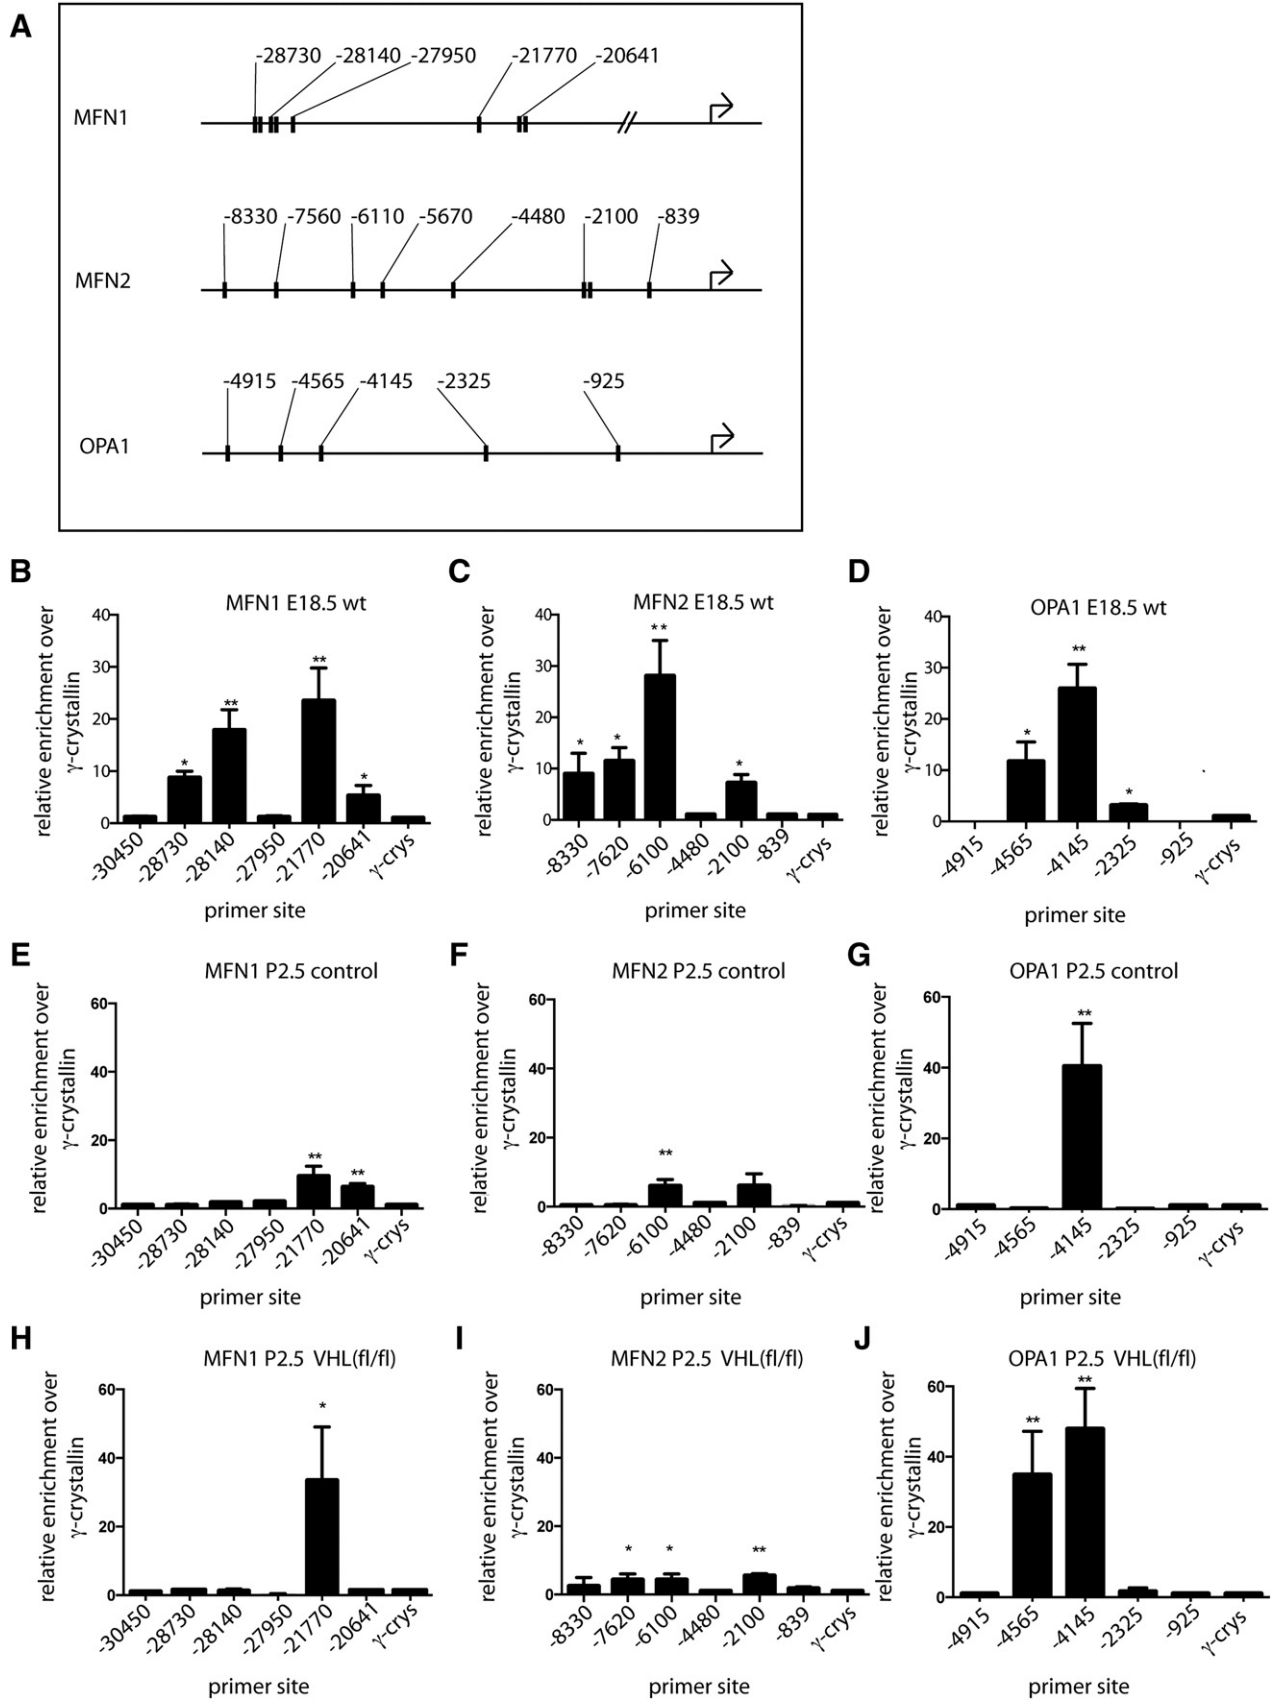 A
-28730 -28140 -27950 -21770 -20641
MFN1
-8330 -7560 -6110 -5670 -4480 -2100 -839
MFN2
-4915 -4565 -4145 -2325 -925
OPA1
B
MFN1 E18.5 wt
relative enrichment over
γ-crystallin
40
30
20
10
0
* ** ** *
-30450 -28730 -28140 -27950 -21770 -20641 γ-crys
primer site
C
MFN2 E18.5 wt
relative enrichment over
γ-crystallin
40
30
20
10
0
* * ** *
-8330 -7620 -6100 -4480 -2100 -839 γ-crys
primer site
D
OPA1 E18.5 wt
relative enrichment over
γ-crystallin
40
30
20
10
0
* ** *
-4915 -4565 -4145 -2325 -925 γ-crys
primer site
E
MFN1 P2.5 control
relative enrichment over
γ-crystallin
60
40
20
0
** **
-30450 -28730 -28140 -27950 -21770 -20641 γ-crys
primer site
F
MFN2 P2.5 control
relative enrichment over
γ-crystallin
60
40
20
0
**
-8330 -7620 -6100 -4480 -2100 -839 γ-crys
primer site
G
OPA1 P2.5 control
relative enrichment over
γ-crystallin
60
40
20
0
**
-4915 -4565 -4145 -2325 -925 γ-crys
primer site
H
MFN1 P2.5 VHL(fl/fl)
relative enrichment over
γ-crystallin
60
40
20
0
*
-30450 -28730 -28140 -27950 -21770 -20641 γ-crys
primer site
I
MFN2 P2.5 VHL(fl/fl)
relative enrichment over
γ-crystallin
60
40
20
0
* * **
-8330 -7620 -6100 -4480 -2100 -839 γ-crys
primer site
J
OPA1 P2.5 VHL(fl/fl)
relative enrichment over
γ-crystallin
60
40
20
0
** **
-4915 -4565 -4145 -2325 -925 γ-crys
primer site